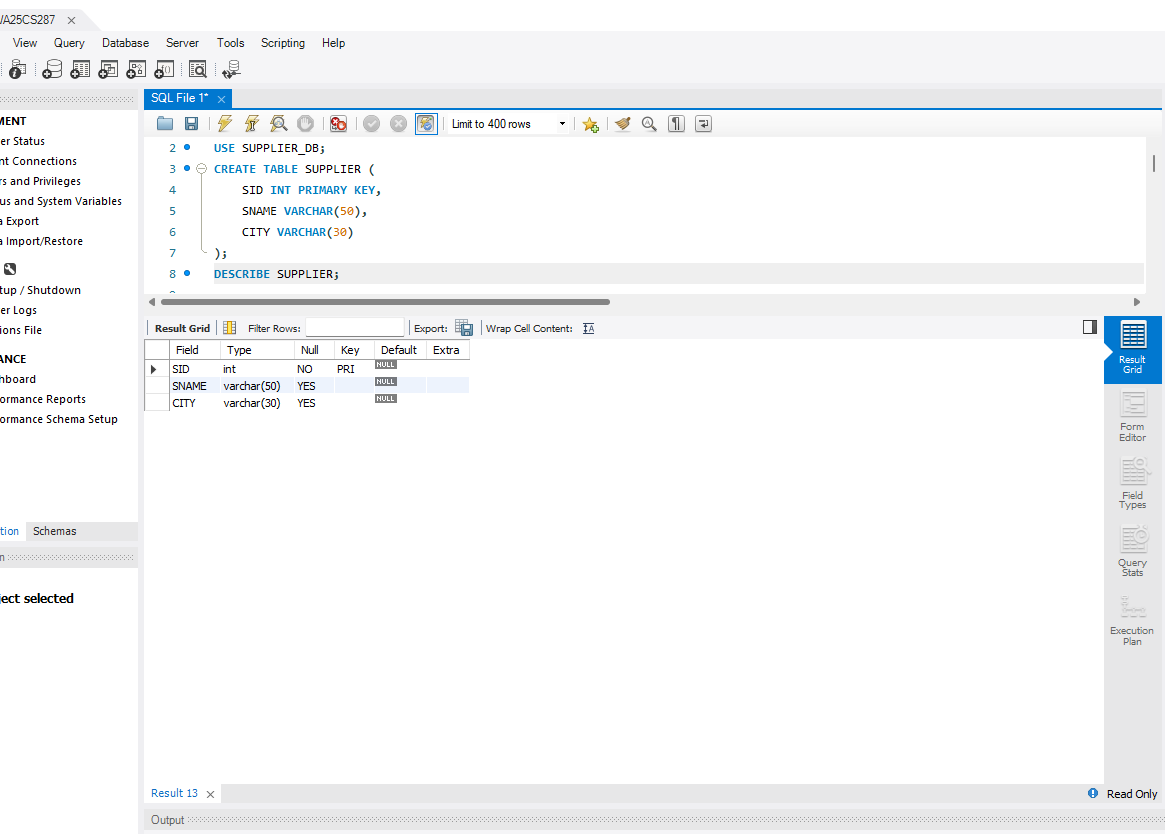 /A25CS287
View Query Database Server Tools Scripting Help
SQL File 1*
MENT
er Status
nt Connections
rs and Privileges
us and System Variables
a Export
a Import/Restore
tup / Shutdown
er Logs
ions File
ANCE
hboard
ormance Reports
ormance Schema Setup
tion Schemas
n
ject selected
Limit to 400 rows
2 USE SUPPLIER_DB;
3 CREATE TABLE SUPPLIER (
4 SID INT PRIMARY KEY,
5 SNAME VARCHAR(50),
6 CITY VARCHAR(30)
7 );
8 DESCRIBE SUPPLIER;
Result Grid Filter Rows: Export: Wrap Cell Content:
Field Type Null Key Default Extra
SID int NO PRI NULL
SNAME varchar(50) YES NULL
CITY varchar(30) YES NULL
Result
Grid
Form
Editor
Field
Types
Query
Stats
Execution
Plan
Result 13
Read Only
Output